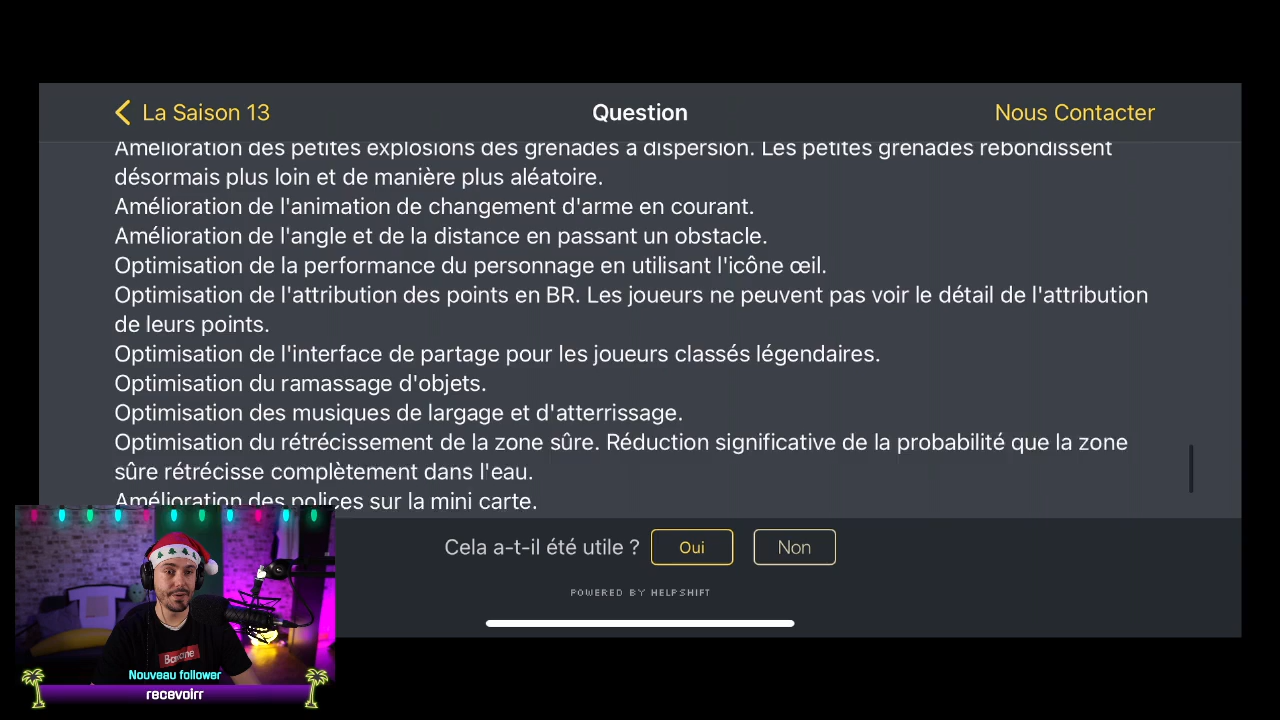 La Saison 13
Question
Nous Contacter
Amélioration des petites explosions des grenades à dispersion. Les petites grenades rebondissent
désormais plus loin et de manière plus aléatoire.
Amélioration de l'animation de changement d'arme en courant.
Amélioration de l'angle et de la distance en passant un obstacle.
Optimisation de la performance du personnage en utilisant l'icône œil.
Optimisation de l'attribution des points en BR. Les joueurs ne peuvent pas voir le détail de l'attribution
de leurs points.
Optimisation de l'interface de partage pour les joueurs classés légendaires.
Optimisation du ramassage d'objets.
Optimisation des musiques de largage et d'atterrissage.
Optimisation du rétrécissement de la zone sûre. Réduction significative de la probabilité que la zone
sûre rétrécisse complètement dans l'eau.
Amélioration des polices sur la mini carte.
Cela a-t-il été utile ?
Oui
Non
POWERED BY HELPSHIFT
Nouveau follower
recevoirr